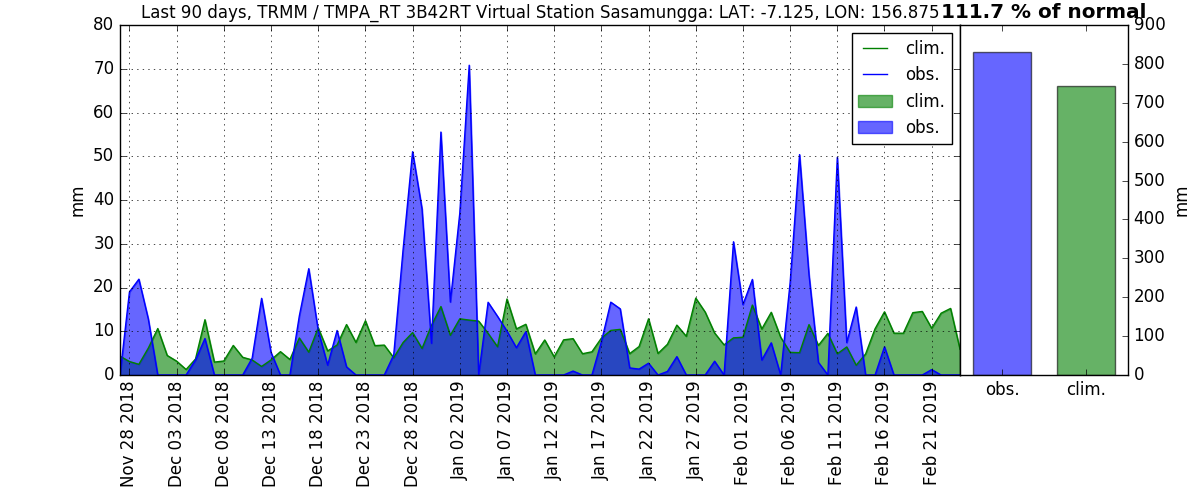 Last 90 days, TRMM / TMPA_RT 3B42RT Virtual Station Sasamungga: LAT: -7.125, LON: 156.875
111.7 % of normal
80
70
60
50
40
30
20
10
0
mm
clim.
obs.
clim.
obs.
Nov 28 2018
Dec 03 2018
Dec 08 2018
Dec 13 2018
Dec 18 2018
Dec 23 2018
Dec 28 2018
Jan 02 2019
Jan 07 2019
Jan 12 2019
Jan 17 2019
Jan 22 2019
Jan 27 2019
Feb 01 2019
Feb 06 2019
Feb 11 2019
Feb 16 2019
Feb 21 2019
900
800
700
600
500
400
300
200
100
0
mm
obs.
clim.